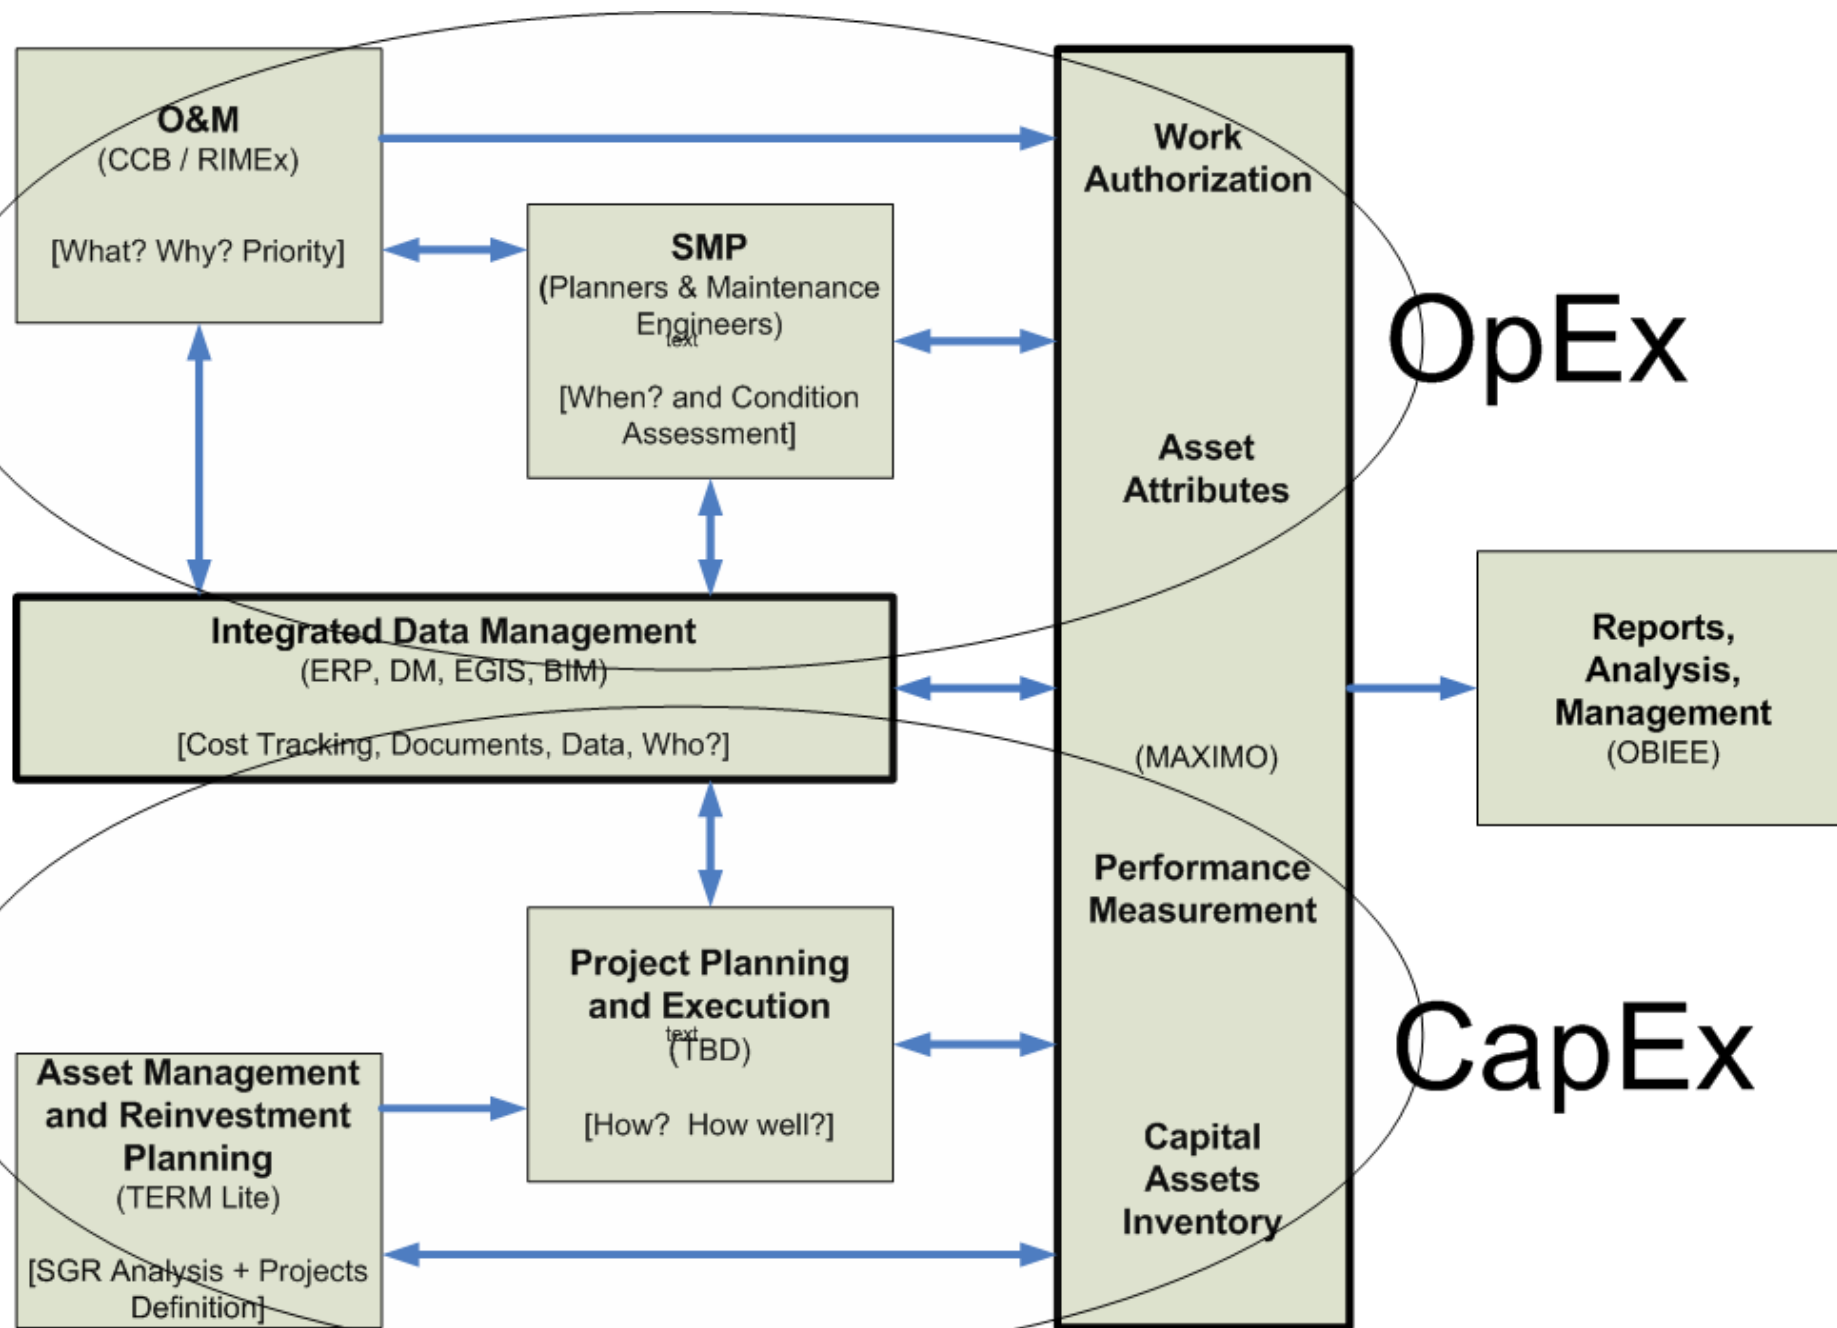 O&M
(CCB / RIMEx)
[What? Why? Priority]
SMP
(Planners & Maintenance
Engineers)
text
[When? and Condition
Assessment]
Work
Authorization
Asset
Attributes
(MAXIMO)
Performance
Measurement
Capital
Assets
Inventory
OpEx
Integrated Data Management
(ERP, DM, EGIS, BIM)
[Cost Tracking, Documents, Data, Who?]
Reports,
Analysis,
Management
(OBIEE)
Project Planning
and Execution
text
(TBD)
[How?  How well?]
CapEx
Asset Management
and Reinvestment
Planning
(TERM Lite)
[SGR Analysis + Projects
Definition]